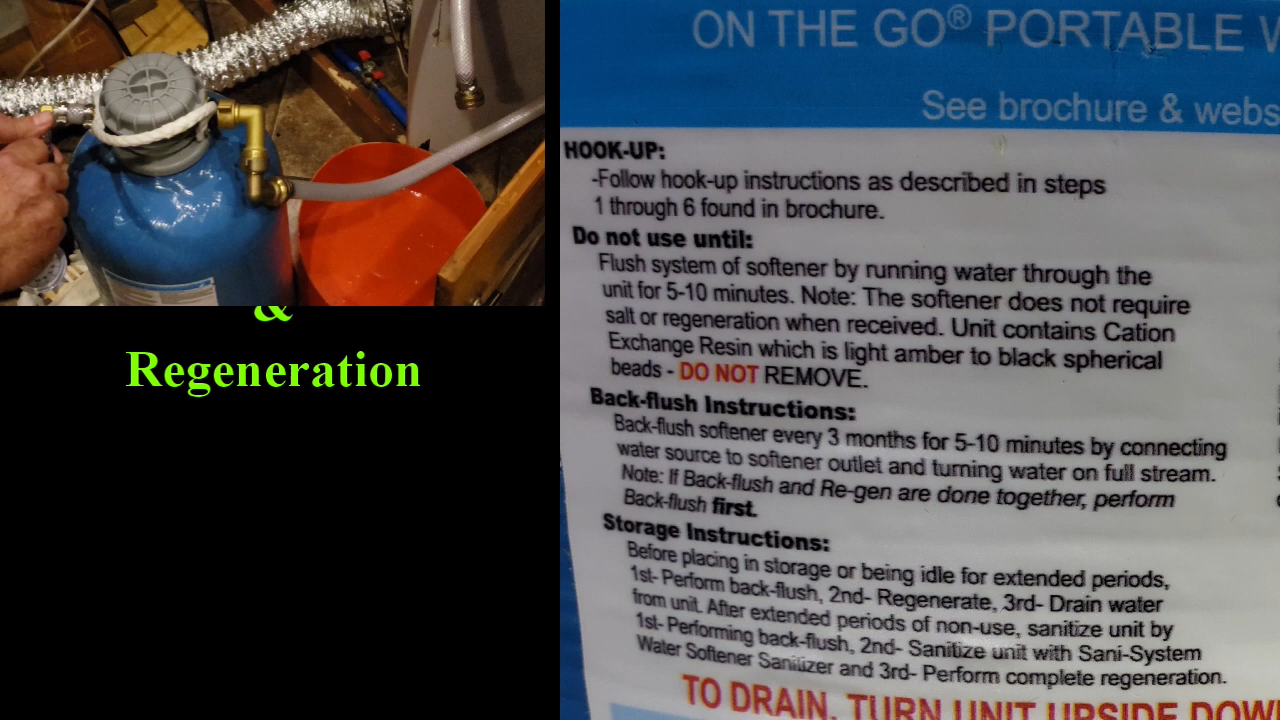 &
Regeneration
ON THE GO® PORTABLE
See brochure &
HOOK-UP:
-Follow hook-up instructions as described in steps
1 through 6 found in brochure.
Do not use until:
Flush system of softener by running water through the
unit for 5-10 minutes. Note: The softener does not require
salt or regeneration when received. Unit contains Cation
Exchange Resin which is light amber to black spherical
beads - DO NOT REMOVE.
Back-flush Instructions:
Back-flush softener every 3 months for 5-10 minutes by connecting
water source to softener outlet and turning water on full stream.
Note: If Back-flush and Re-gen are done together, perform
Back-flush first.
Storage Instructions:
Before placing in storage or being idle for extended periods,
1st- Perform back-flush, 2nd- Regenerate, 3rd- Drain water
from unit. After extended periods of non-use, sanitize unit by
1st- Performing back-flush, 2nd- Sanitize unit with Sani-System
Water Softener Sanitizer and 3rd- Perform complete regeneration.
TO DRAIN, TURN UNIT UPSIDE